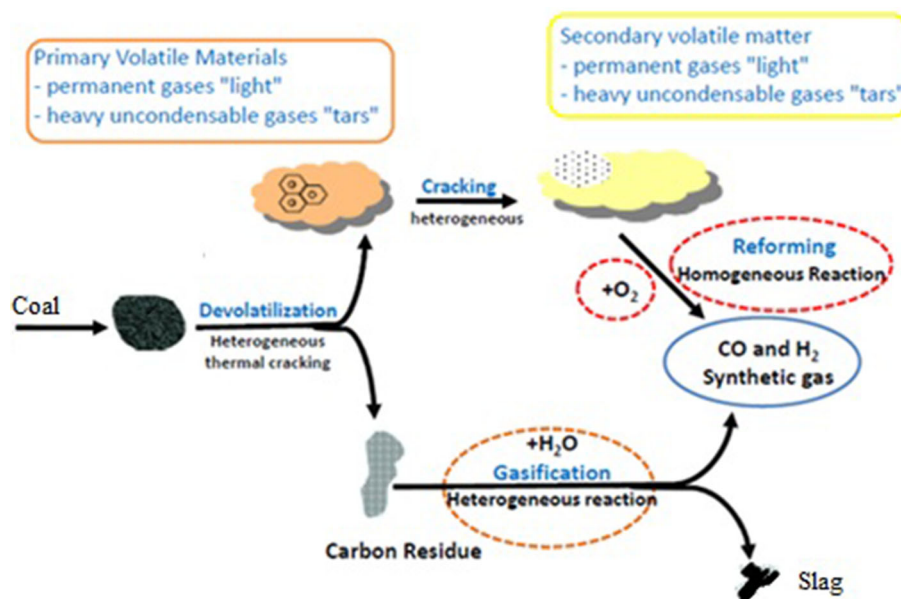 Primary Volatile Materials
- permanent gases "light"
- heavy uncondensable gases "tars"
Secondary volatile matter
- permanent gases "light"
- heavy uncondensable gases "tars"
Cracking
heterogeneous
Reforming
Homogeneous Reaction
+O₂
Coal
Devolatilization
Heterogeneous
thermal cracking
CO and H₂
Synthetic gas
+H₂O
Gasification
Heterogeneous reaction
Carbon Residue
Slag